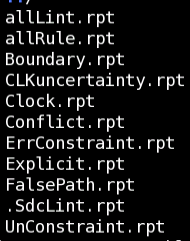 allLint.rpt
allRule.rpt
Boundary.rpt
CLKuncertainty.rpt
Clock.rpt
Conflict.rpt
ErrConstraint.rpt
Explicit.rpt
FalsePath.rpt
.SdcLint.rpt
UnConstraint.rpt